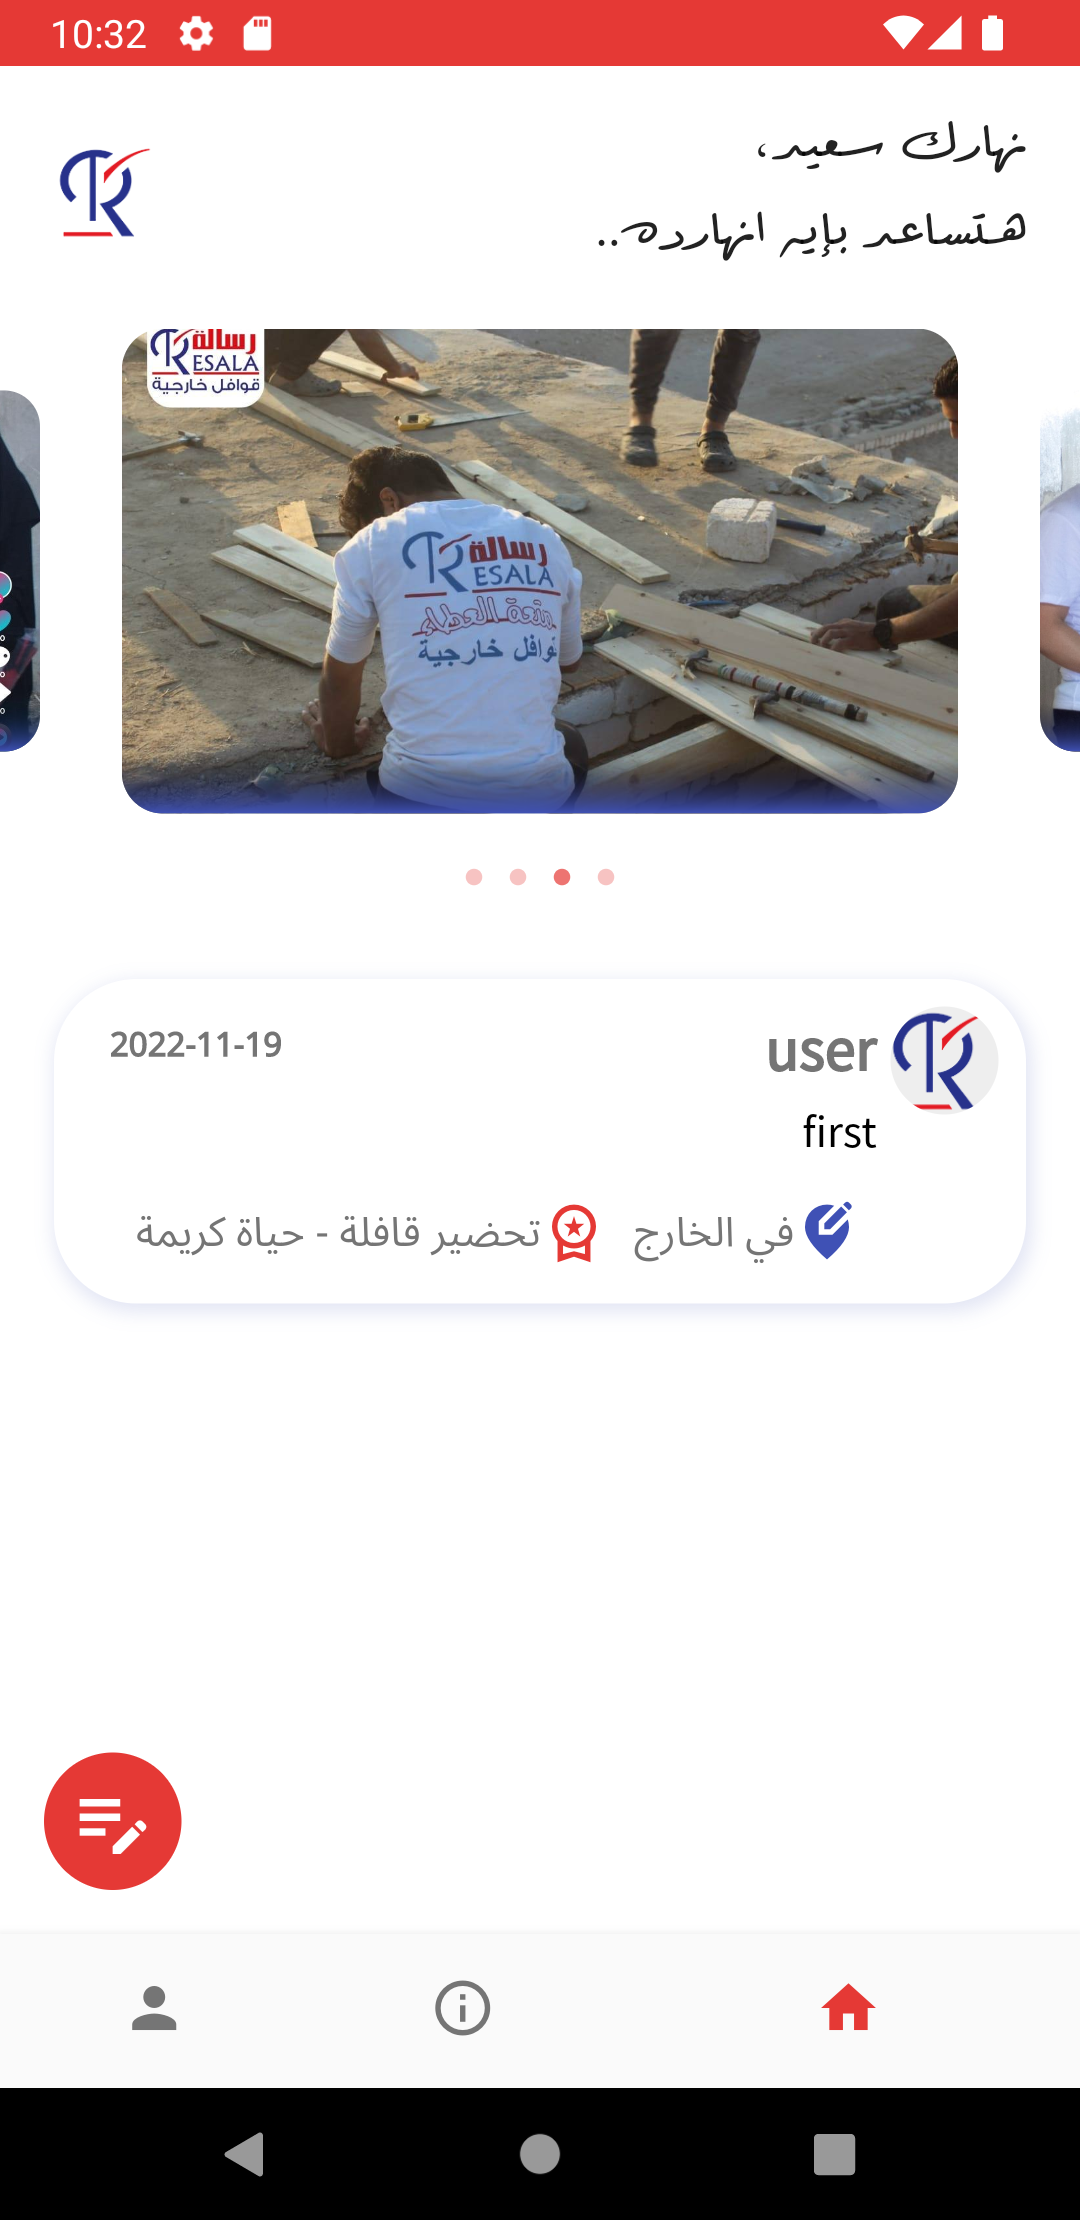 10:32
نهارك سعيد،
هتساعد بإيه انهارده..
رسالة
RESALA
قوافل خارجية
رسالة
RESALA
متعة العطاء
قوافل خارجية
user
2022-11-19
first
في الخارج
تحضير قافلة - حياة كريمة